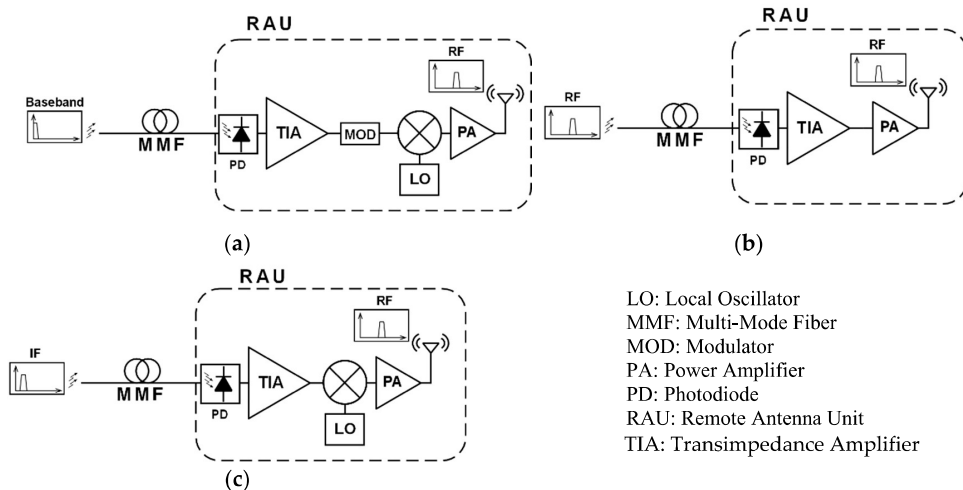 RAU
RF
Baseband
MMF
PD
TIA
MOD
LO
PA
(a)
RAU
RF
RF
MMF
PD
TIA
PA
(b)
RAU
RF
IF
MMF
PD
TIA
LO
PA
(c)
LO: Local Oscillator
MMF: Multi-Mode Fiber
MOD: Modulator
PA: Power Amplifier
PD: Photodiode
RAU: Remote Antenna Unit
TIA: Transimpedance Amplifier